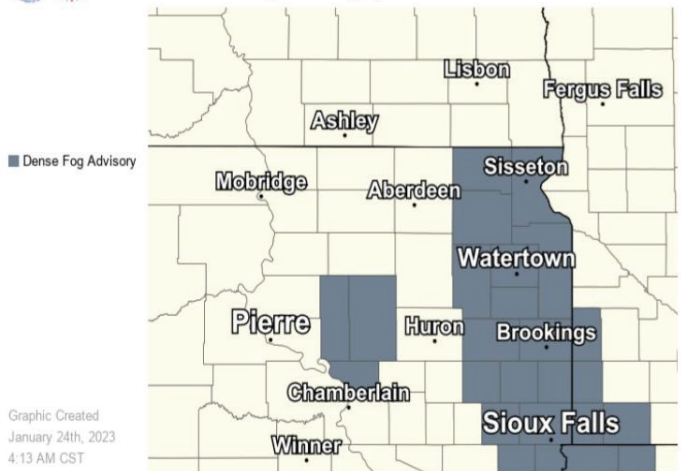 Lisbon
Fergus Falls
Ashley
Dense Fog Advisory
Sisseton
Mobridge
Aberdeen
Watertown
Pierre
Huron
Brookings
Chamberlain
Graphic Created
Sioux Falls
January 24th, 2023
Winner
4:13 AM CST